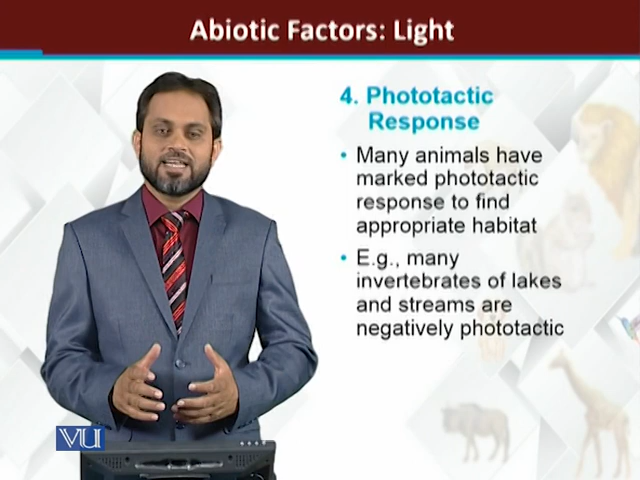 Abiotic Factors: Light
4. Phototactic
Response
• Many animals have
marked phototactic
response to find
appropriate habitat
• E.g., many
invertebrates of lakes
and streams are
negatively phototactic
VU